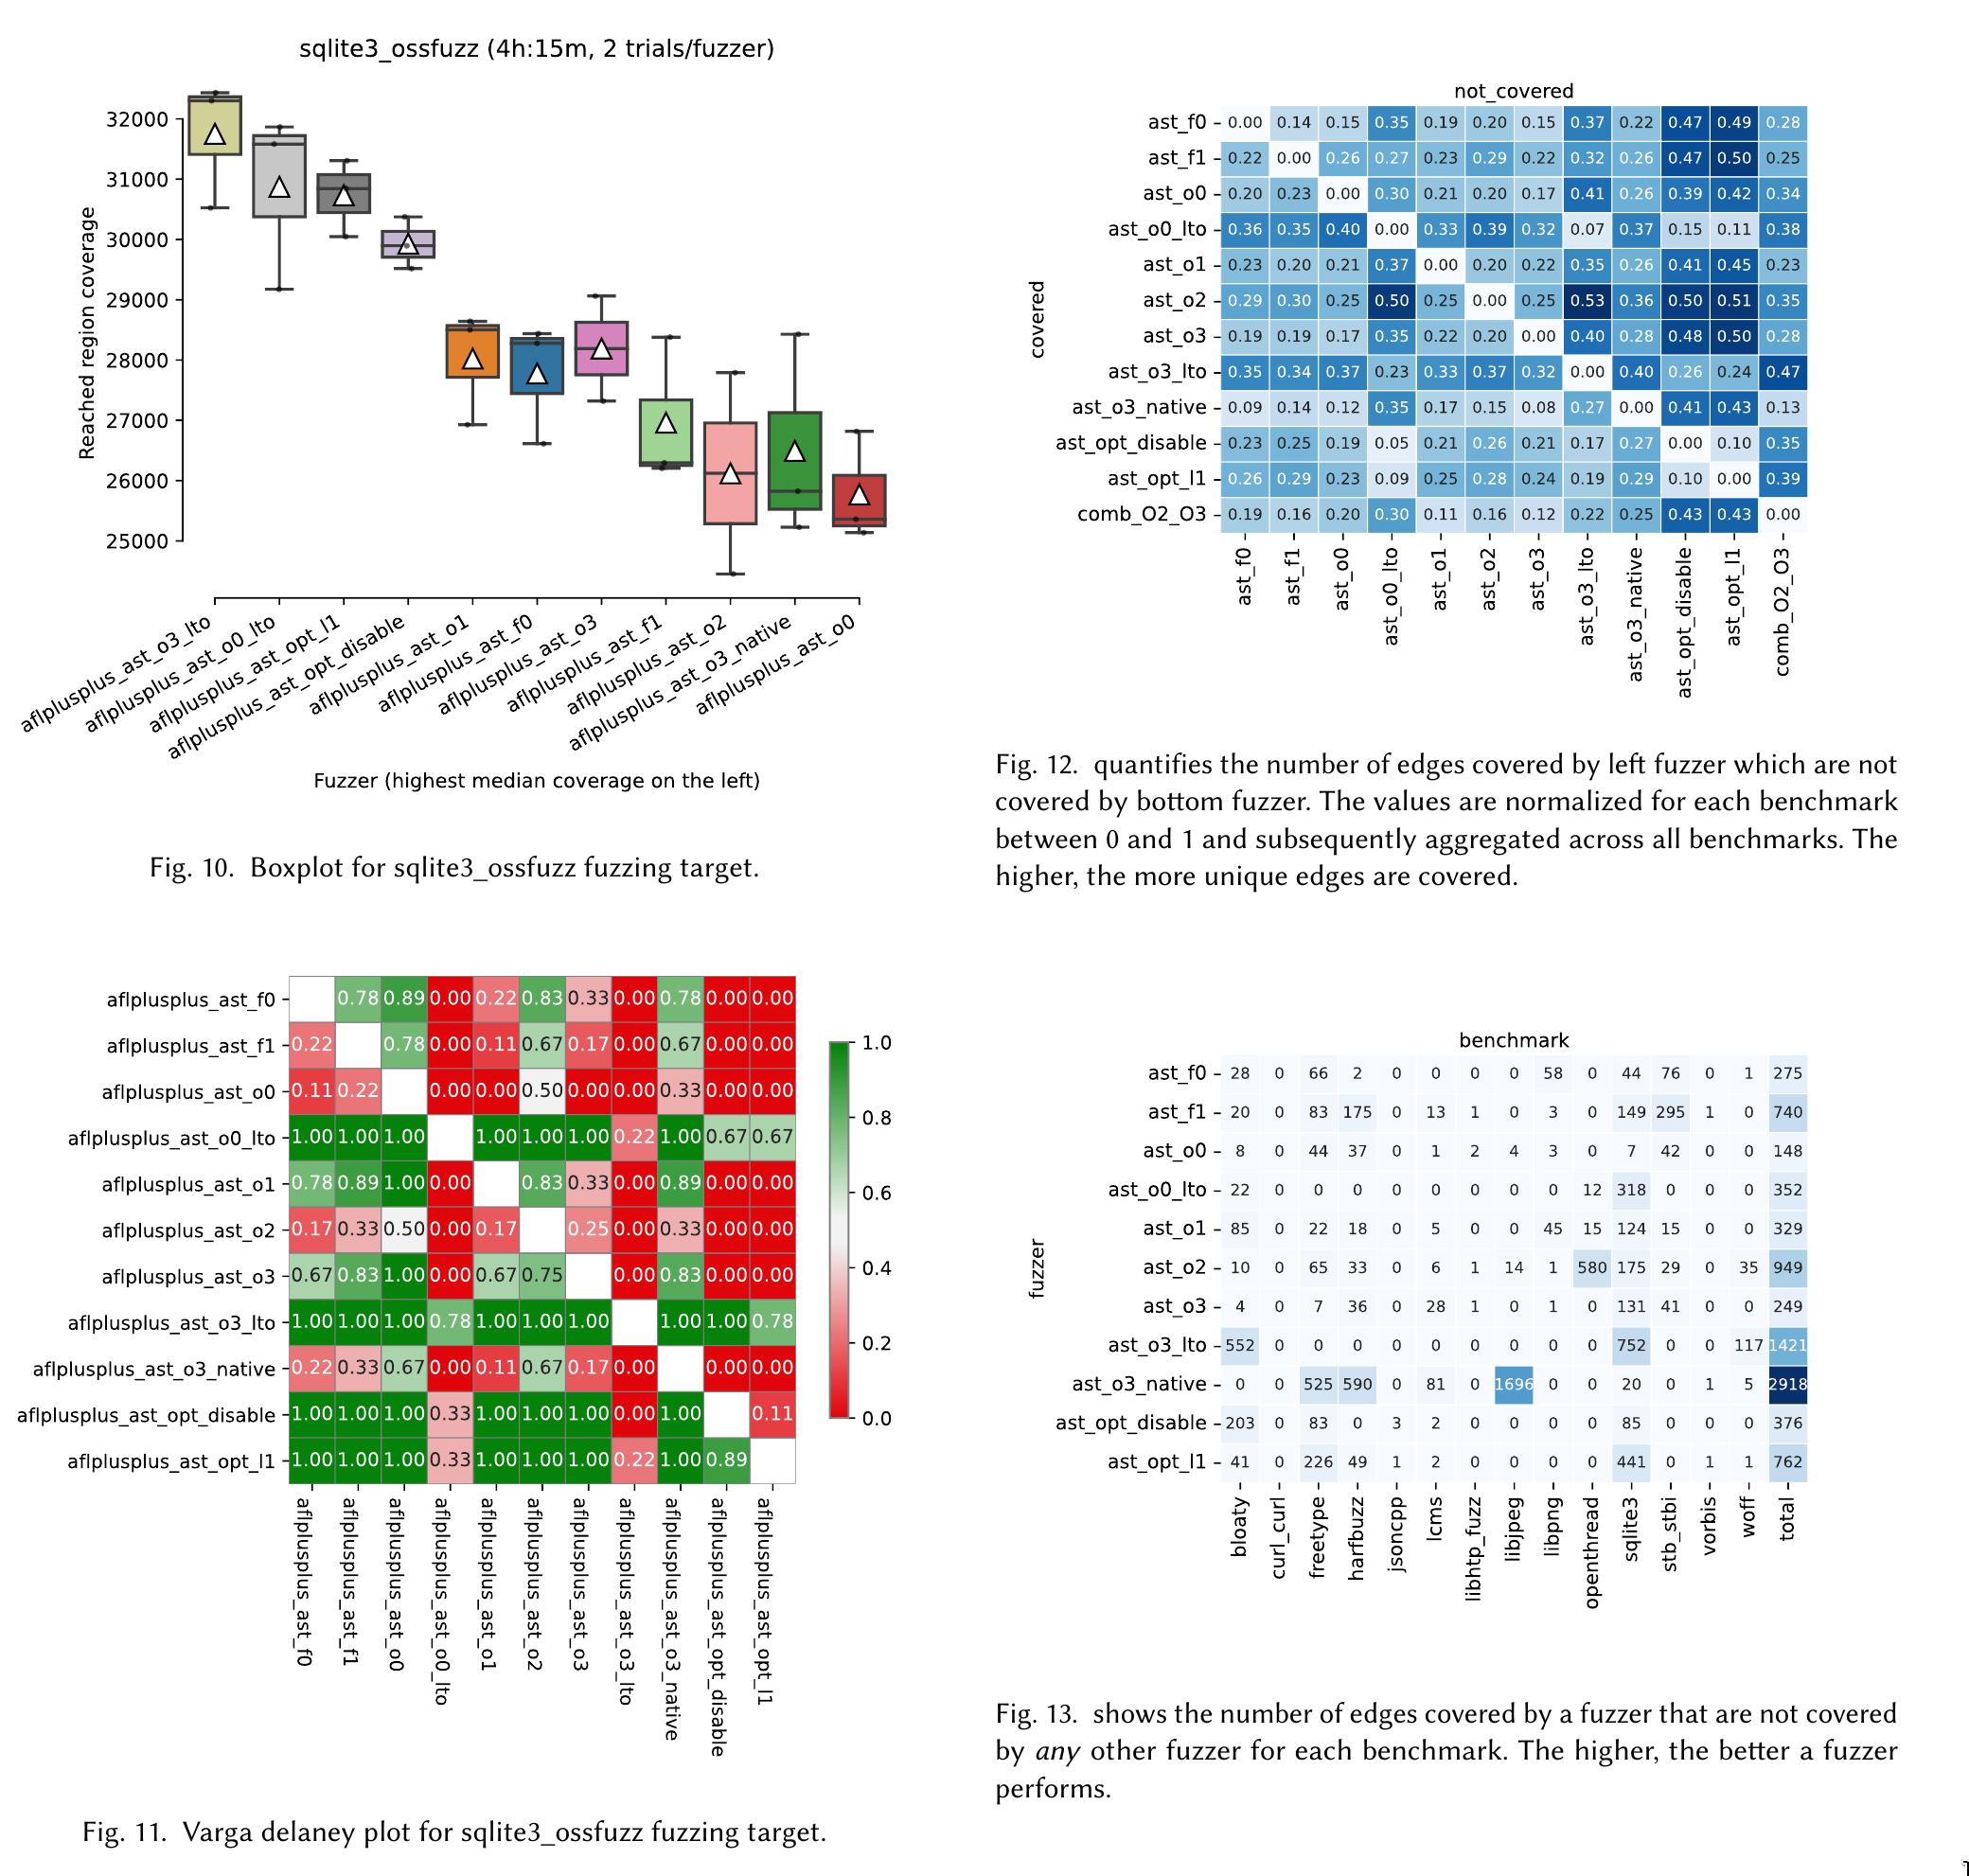 sqlite3_ossfuzz (4h:15m, 2 trials/fuzzer)
Reached region coverage
32000
31000
30000
29000
28000
27000
26000
25000
aflplusplus_ast_o3_lto
aflplusplus_ast_o0_lto
aflplusplus_ast_opt_l1
aflplusplus_ast_opt_disable
aflplusplus_ast_o1
aflplusplus_ast_f0
aflplusplus_ast_o3
aflplusplus_ast_f1
aflplusplus_ast_o2
aflplusplus_ast_o3_native
aflplusplus_ast_o0
Fuzzer (highest median coverage on the left)
Fig. 10. Boxplot for sqlite3_ossfuzz fuzzing target.
not_covered
covered
ast_f0 0.00 0.14 0.15 0.35 0.19 0.20 0.15 0.37 0.22 0.47 0.49 0.28
ast_f1 0.22 0.00 0.26 0.27 0.23 0.29 0.22 0.32 0.26 0.47 0.50 0.25
ast_o0 0.20 0.23 0.00 0.30 0.21 0.20 0.17 0.41 0.26 0.39 0.42 0.34
ast_o0_lto 0.36 0.35 0.40 0.00 0.33 0.39 0.32 0.07 0.37 0.15 0.11 0.38
ast_o1 0.23 0.20 0.21 0.37 0.00 0.20 0.22 0.35 0.26 0.41 0.45 0.23
ast_o2 0.29 0.30 0.25 0.50 0.25 0.00 0.25 0.53 0.36 0.50 0.51 0.35
ast_o3 0.19 0.19 0.17 0.35 0.22 0.20 0.00 0.40 0.28 0.48 0.50 0.28
ast_o3_lto 0.35 0.34 0.37 0.23 0.33 0.37 0.32 0.00 0.40 0.26 0.24 0.47
ast_o3_native 0.09 0.14 0.12 0.35 0.17 0.15 0.08 0.27 0.00 0.41 0.43 0.13
ast_opt_disable 0.23 0.25 0.19 0.05 0.21 0.26 0.21 0.17 0.27 0.00 0.10 0.35
ast_opt_l1 0.26 0.29 0.23 0.09 0.25 0.28 0.24 0.19 0.29 0.10 0.00 0.39
comb_O2_O3 0.19 0.16 0.20 0.30 0.11 0.16 0.12 0.22 0.25 0.43 0.43 0.00
ast_f0
ast_f1
ast_o0
ast_o0_lto
ast_o1
ast_o2
ast_o3
ast_o3_lto
ast_o3_native
ast_opt_disable
ast_opt_l1
comb_O2_O3
Fig. 12. quantifies the number of edges covered by left fuzzer which are not
covered by bottom fuzzer. The values are normalized for each benchmark
between 0 and 1 and subsequently aggregated across all benchmarks. The
higher, the more unique edges are covered.
aflplusplus_ast_f0 0.78 0.89 0.00 0.22 0.83 0.33 0.00 0.78 0.00 0.00
aflplusplus_ast_f1 0.22 0.78 0.00 0.11 0.67 0.17 0.00 0.67 0.00 0.00
aflplusplus_ast_o0 0.11 0.22 0.00 0.00 0.50 0.00 0.00 0.33 0.00 0.00
aflplusplus_ast_o0_lto 1.00 1.00 1.00 1.00 1.00 1.00 0.22 1.00 0.67 0.67
aflplusplus_ast_o1 0.78 0.89 1.00 0.00 0.83 0.33 0.00 0.89 0.00 0.00
aflplusplus_ast_o2 0.17 0.33 0.50 0.00 0.17 0.25 0.00 0.33 0.00 0.00
aflplusplus_ast_o3 0.67 0.83 1.00 0.00 0.67 0.75 0.00 0.83 0.00 0.00
aflplusplus_ast_o3_lto 1.00 1.00 1.00 0.78 1.00 1.00 1.00 1.00 1.00 0.78
aflplusplus_ast_o3_native 0.22 0.33 0.67 0.00 0.11 0.67 0.17 0.00 0.00 0.00
aflplusplus_ast_opt_disable 1.00 1.00 1.00 0.33 1.00 1.00 1.00 0.00 1.00 0.11
aflplusplus_ast_opt_l1 1.00 1.00 1.00 0.33 1.00 1.00 1.00 0.22 1.00 0.89
aflplusplus_ast_f0
aflplusplus_ast_f1
aflplusplus_ast_o0
aflplusplus_ast_o0_lto
aflplusplus_ast_o1
aflplusplus_ast_o2
aflplusplus_ast_o3
aflplusplus_ast_o3_lto
aflplusplus_ast_o3_native
aflplusplus_ast_opt_disable
aflplusplus_ast_opt_l1
1.0
0.8
0.6
0.4
0.2
0.0
Fig. 11. Varga delaney plot for sqlite3_ossfuzz fuzzing target.
benchmark
fuzzer
ast_f0 28 0 66 2 0 0 0 0 58 0 44 76 0 1 275
ast_f1 20 0 83 175 0 13 1 0 3 0 149 295 1 0 740
ast_o0 8 0 44 37 0 1 2 4 3 0 7 42 0 0 148
ast_o0_lto 22 0 0 0 0 0 0 0 0 12 318 0 0 0 352
ast_o1 85 0 22 18 0 5 0 0 45 15 124 15 0 0 329
ast_o2 10 0 65 33 0 6 1 14 1 580 175 29 0 35 949
ast_o3 4 0 7 36 0 28 1 0 1 0 131 41 0 0 249
ast_o3_lto 552 0 0 0 0 0 0 0 0 0 752 0 0 117 1421
ast_o3_native 0 0 525 590 0 81 0 1696 0 0 20 0 1 5 2918
ast_opt_disable 203 0 83 0 3 2 0 0 0 0 85 0 0 0 376
ast_opt_l1 41 0 226 49 1 2 0 0 0 0 441 0 1 1 762
bloaty
curl_curl
freetype
harfbuzz
jsoncpp
lcms
libhtp_fuzz
libjpeg
libpng
openthread
sqlite3
stb_stbi
vorbis
woff
total
Fig. 13. shows the number of edges covered by a fuzzer that are not covered
by any other fuzzer for each benchmark. The higher, the better a fuzzer
performs.